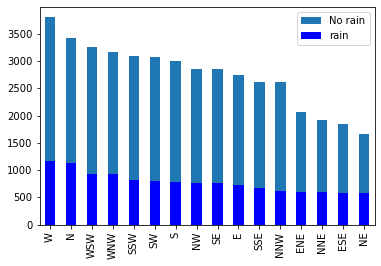 No rain
rain
3500
3000
2500
2000
1500
1000
500
0
W
N
WSW
WNW
SSW
SW
S
NW
SE
E
SSE
NNW
ENE
NNE
ESE
NE